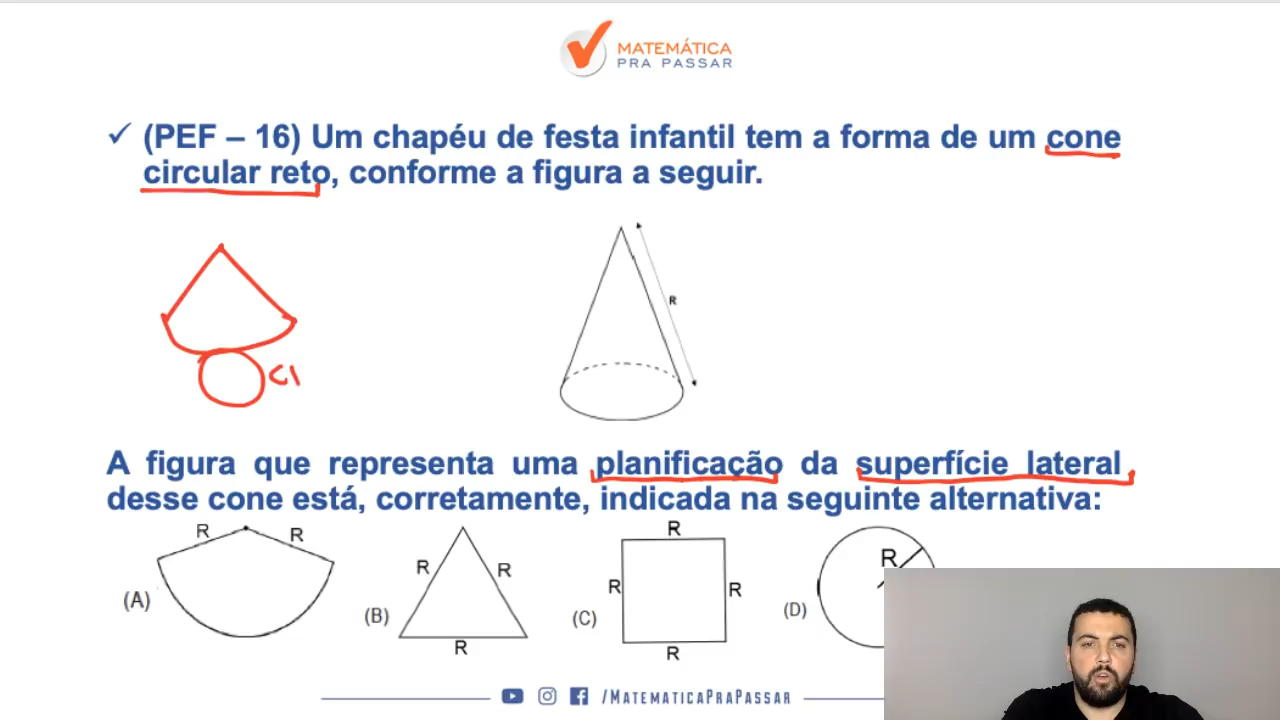 MATEMÁTICA
PRA PASSAR
✓ (PEF – 16) Um chapéu de festa infantil tem a forma de um cone
circular reto, conforme a figura a seguir.
R
A figura que representa uma planificação da superfície lateral
desse cone está, corretamente, indicada na seguinte alternativa:
R R
(A)
R R
(B)
R
R
R R
(C)
R
R
(D)
/MATEMATICAPRAPASSAR